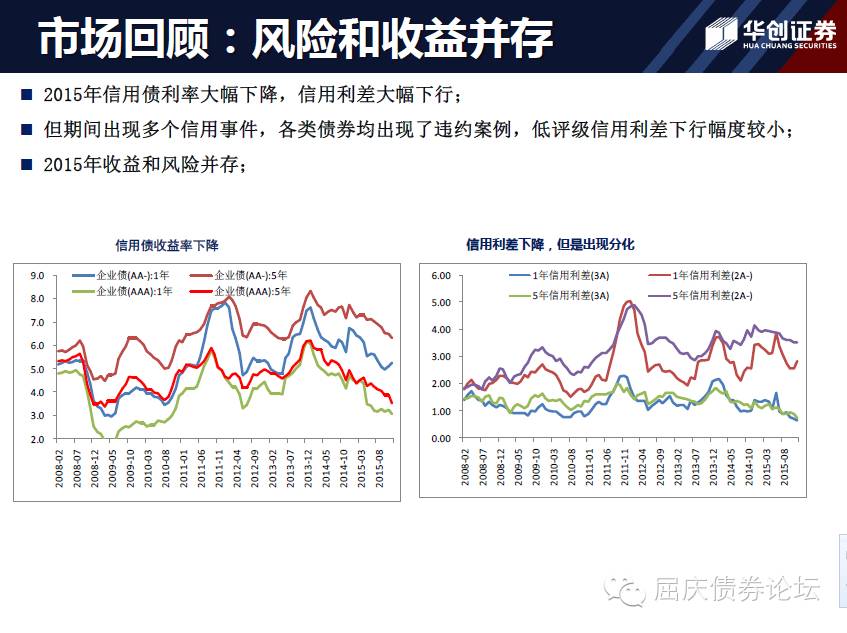 市场回顾：风险和收益并存
华创证券
HUA CHUANG SECURITIES
2015年信用债利率大幅下降，信用利差大幅下行；
但期间出现多个信用事件，各类债券均出现了违约案例，低评级信用利差下行幅度较小；
2015年收益和风险并存；
信用债收益率下降
企业债(AA-):1年 企业债(AA-):5年
企业债(AAA):1年 企业债(AAA):5年
9.0
8.0
7.0
6.0
5.0
4.0
3.0
2.0
2008-02 2008-07 2008-12 2009-05 2009-10 2010-03 2010-08 2011-01 2011-06 2011-11 2012-04 2012-09 2013-02 2013-07 2013-12 2014-05 2014-10 2015-03 2015-08
信用利差下降，但是出现分化
1年信用利差(3A) 1年信用利差(2A-)
5年信用利差(3A) 5年信用利差(2A-)
6.00
5.00
4.00
3.00
2.00
1.00
0.00
2008-02 2008-07 2008-12 2009-05 2009-10 2010-03 2010-08 2011-01 2011-06 2011-11 2012-04 2012-09 2013-02 2013-07 2013-12 2014-05 2014-10 2015-03 2015-08
屈庆债券论坛